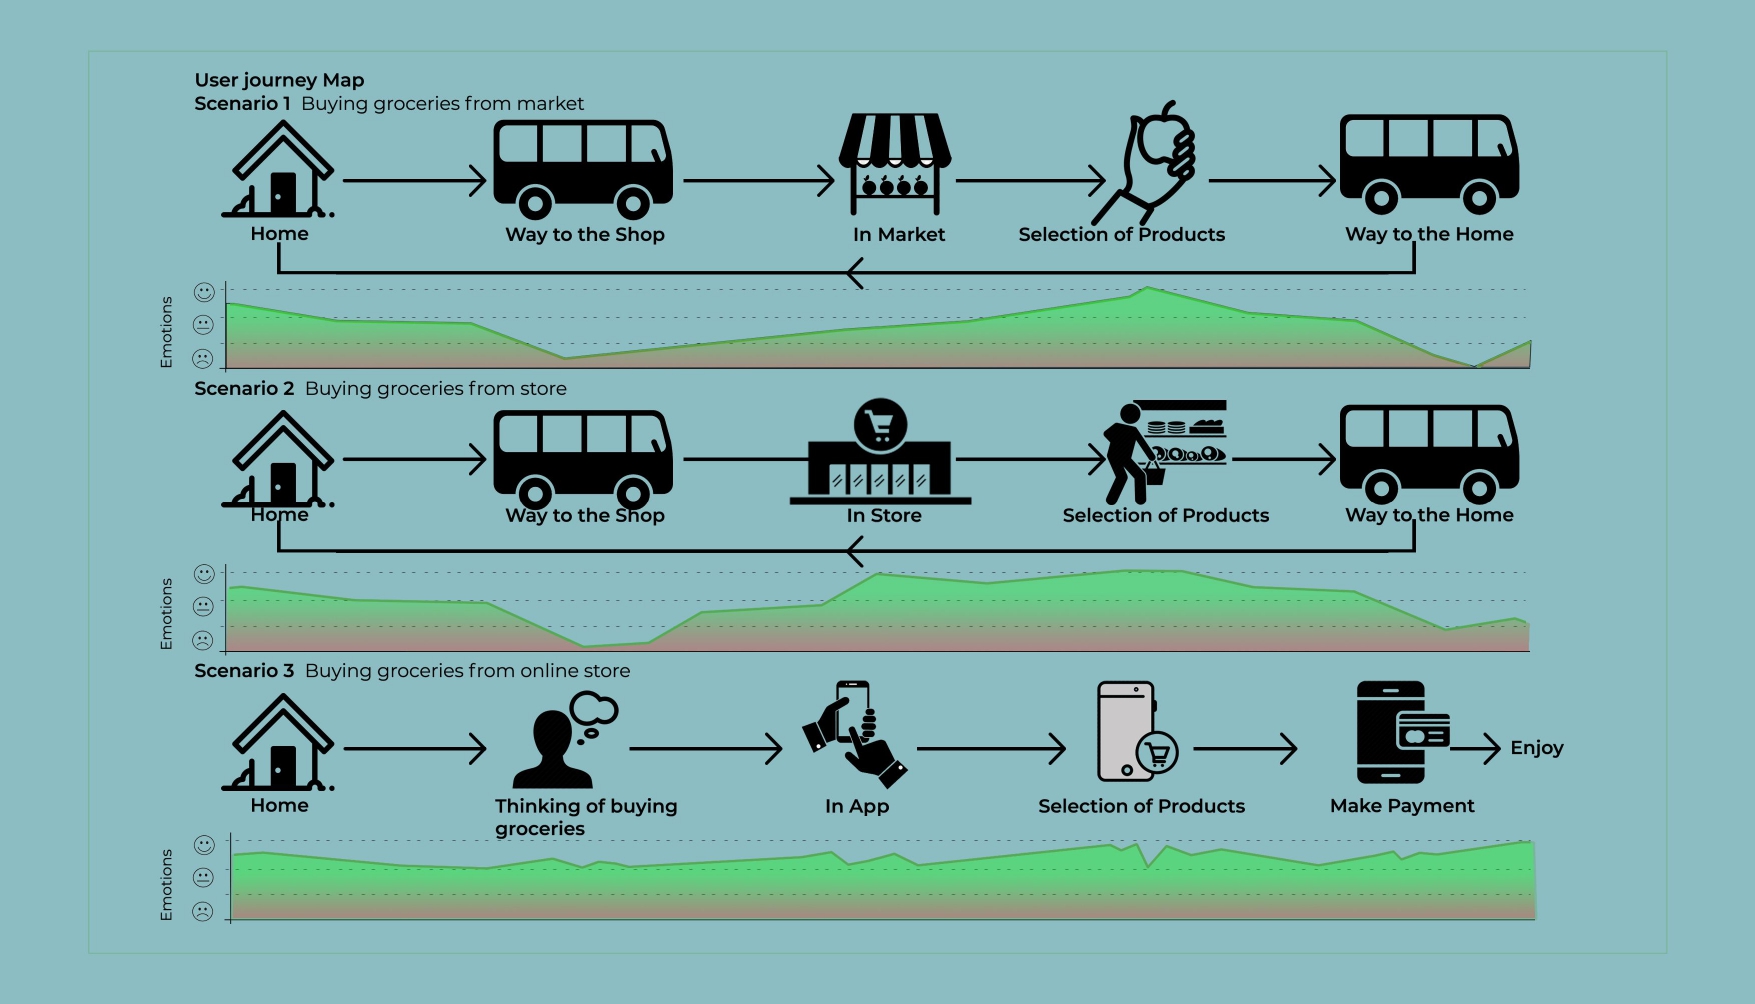 User journey Map
Scenario 1 Buying groceries from market
Home
Way to the Shop
In Market
Selection of Products
Way to the Home
Emotions
Scenario 2 Buying groceries from store
Home
Way to the Shop
In Store
Selection of Products
Way to the Home
Emotions
Scenario 3 Buying groceries from online store
Enjoy
Home
Thinking of buying
groceries
In App
Selection of Products
Make Payment
Emotions